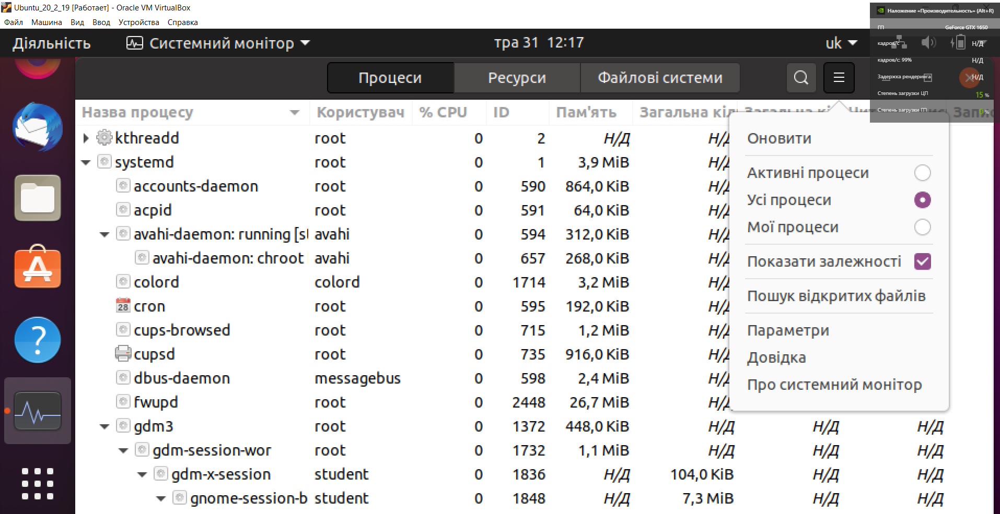 Ubuntu_20_2_19 [Работает] - Oracle VM VirtualBox
Файл Машина Вид Ввод Устройства Справка
Наложение «Производительность» (Alt+R)
ГП GeForce GTX 1650
кадров/с Н/Д
кадров/с: 99% Н/Д
Задержка рендеринга Н/Д
Степень загрузки ЦП 15 %
Степень загрузки ГП 0 %
Діяльність Системний монітор тра 31 12:17 uk
Процеси Ресурси Файлові системи
Назва процесу Користувач % CPU ID Пам'ять Загальна кіл
kthreadd root 0 2 Н/Д Н/Д
systemd root 0 1 3,9 MiB Н/Д
accounts-daemon root 0 590 864,0 KiB Н/Д
acpid root 0 591 64,0 KiB Н/Д
avahi-daemon: running [s avahi 0 594 312,0 KiB Н/Д
avahi-daemon: chroot avahi 0 657 268,0 KiB Н/Д
colord colord 0 1714 3,2 MiB Н/Д
28 cron root 0 595 192,0 KiB Н/Д
cups-browsed root 0 715 1,2 MiB Н/Д
cupsd root 0 735 916,0 KiB Н/Д
dbus-daemon messagebus 0 598 2,4 MiB Н/Д
fwupd root 0 2448 26,7 MiB Н/Д
gdm3 root 0 1372 448,0 KiB Н/Д Н/Д Н/Д
gdm-session-wor root 0 1732 1,1 MiB Н/Д Н/Д Н/Д
gdm-x-session student 0 1836 Н/Д 104,0 KiB Н/Д Н/Д
gnome-session-b student 0 1848 Н/Д 7,3 MiB Н/Д Н/Д
Оновити
Активні процеси
Усі процеси
Мої процеси
Показати залежності
Пошук відкритих файлів
Параметри
Довідка
Про системний монітор